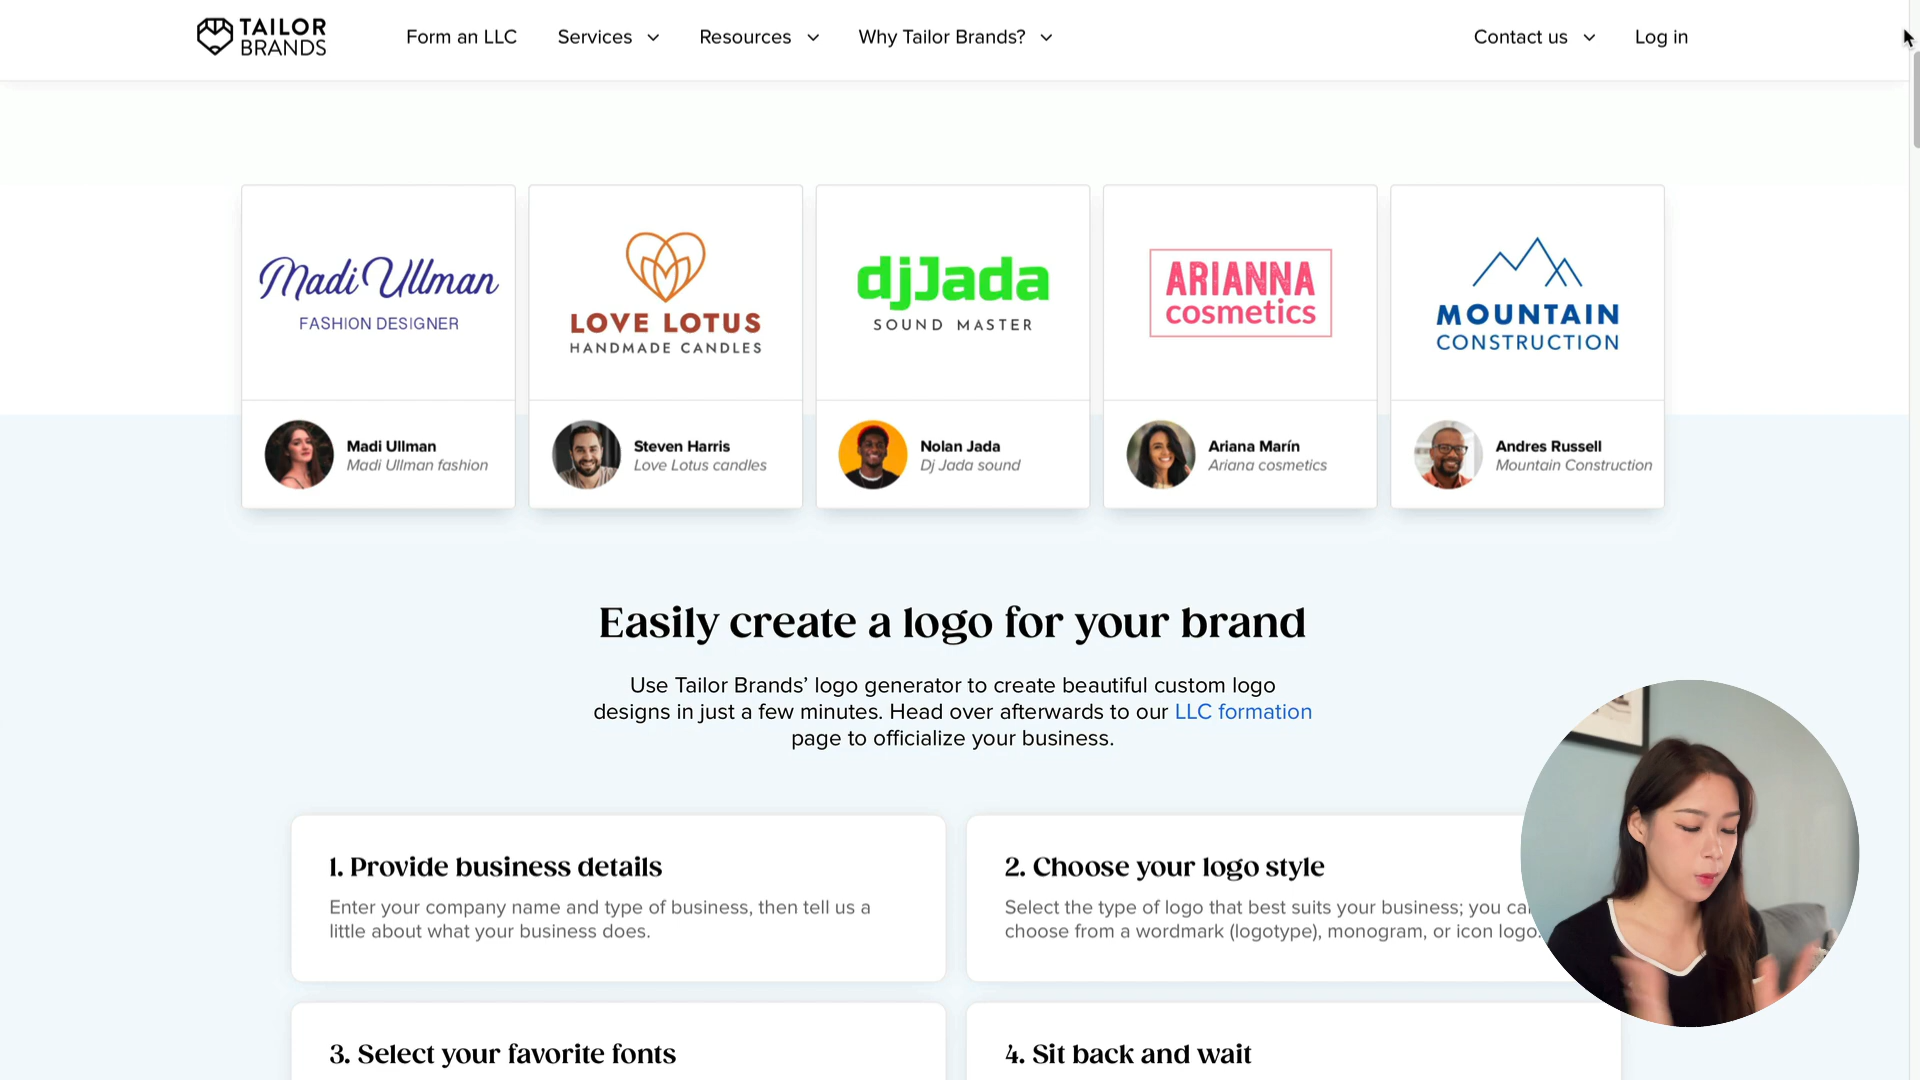 TAILOR
BRANDS
Form an LLC
Services
Resources
Why Tailor Brands?
Contact us
Log in
Madi Ullman
FASHION DESIGNER
LOVE LOTUS
HANDMADE CANDLES
djJada
SOUND MASTER
ARIANNA
cosmetics
MOUNTAIN
CONSTRUCTION
Madi Ullman
Madi Ullman fashion
Steven Harris
Love Lotus candles
Nolan Jada
Dj Jada sound
Ariana Marín
Ariana cosmetics
Andres Russell
Mountain Construction
Easily create a logo for your brand
Use Tailor Brands’ logo generator to create beautiful custom logo
designs in just a few minutes. Head over afterwards to our LLC formation
page to officialize your business.
1. Provide business details
Enter your company name and type of business, then tell us a
little about what your business does.
2. Choose your logo style
Select the type of logo that best suits your business; you can
choose from a wordmark (logotype), monogram, or icon logo.
3. Select your favorite fonts
4. Sit back and wait